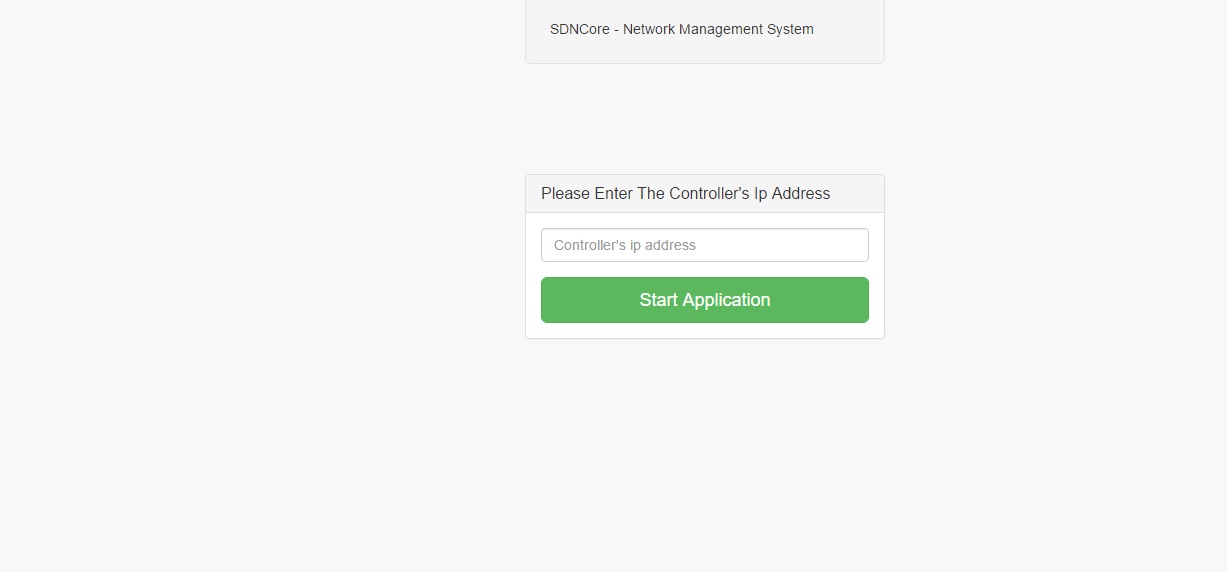 SDNCore - Network Management System
Please Enter The Controller's Ip Address
Controller's ip address
Start Application